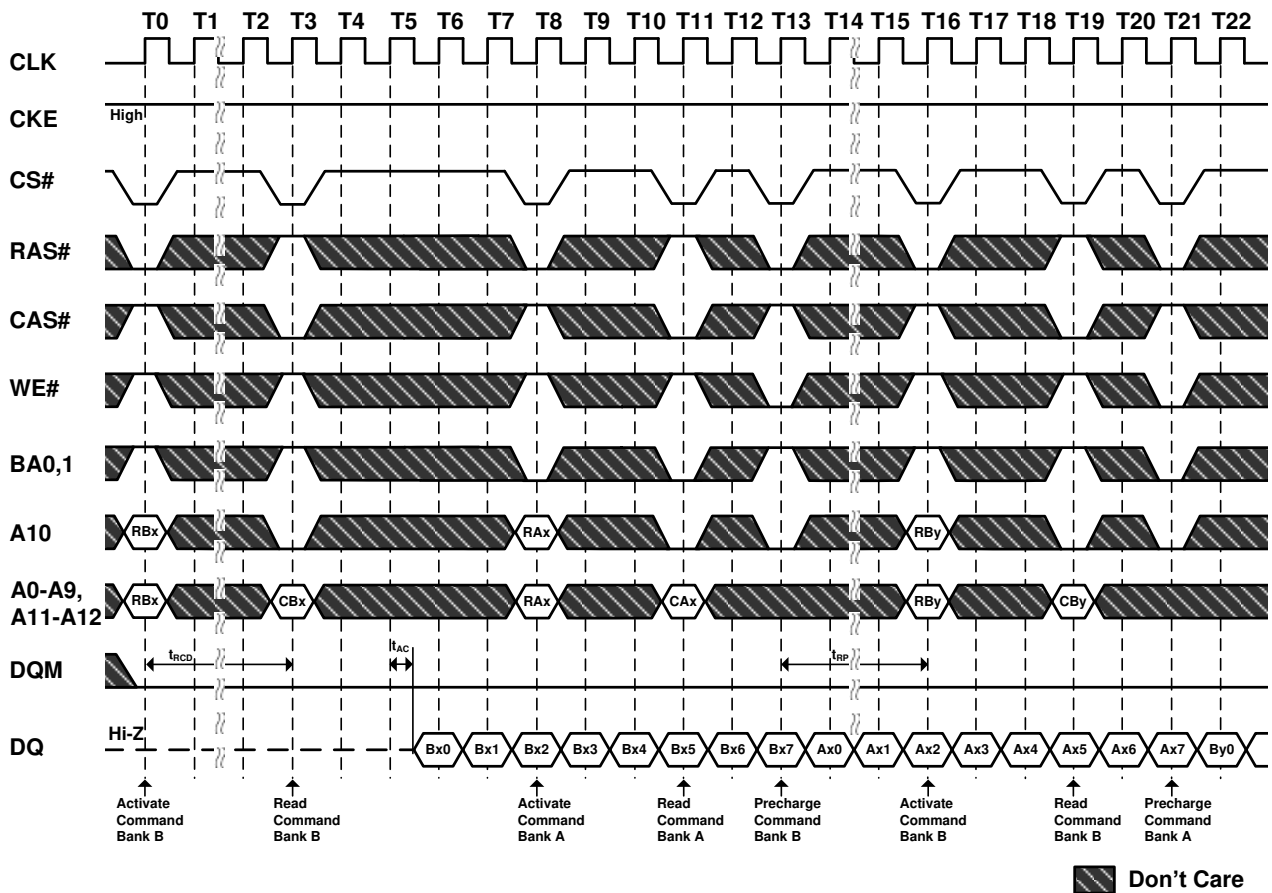 T0 T1 T2 T3 T4 T5 T6 T7 T8 T9 T10 T11 T12 T13 T14 T15 T16 T17 T18 T19 T20 T21 T22
CLK
CKE
High
CS#
RAS#
CAS#
WE#
BA0,1
A10
RBx RAx RBy
A0-A9,
A11-A12
RBx CBx RAx CAx RBy CBy
DQM
tRCD tAC tRP
DQ
Hi-Z
Bx0 Bx1 Bx2 Bx3 Bx4 Bx5 Bx6 Bx7 Ax0 Ax1 Ax2 Ax3 Ax4 Ax5 Ax6 Ax7 By0
Activate
Command
Bank B
Read
Command
Bank B
Activate
Command
Bank A
Read
Command
Bank A
Precharge
Command
Bank B
Activate
Command
Bank B
Read
Command
Bank B
Precharge
Command
Bank A
Don't Care